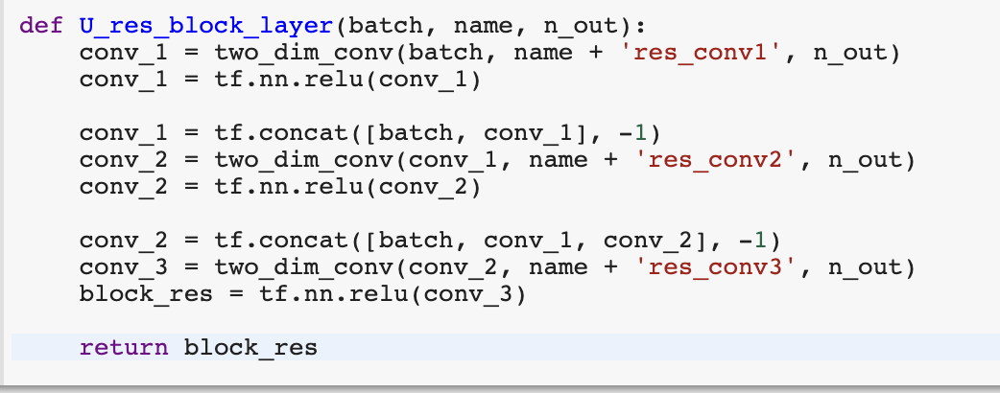 def U_res_block_layer(batch, name, n_out):
    conv_1 = two_dim_conv(batch, name + 'res_conv1', n_out)
    conv_1 = tf.nn.relu(conv_1)

    conv_1 = tf.concat([batch, conv_1], -1)
    conv_2 = two_dim_conv(conv_1, name + 'res_conv2', n_out)
    conv_2 = tf.nn.relu(conv_2)

    conv_2 = tf.concat([batch, conv_1, conv_2], -1)
    conv_3 = two_dim_conv(conv_2, name + 'res_conv3', n_out)
    block_res = tf.nn.relu(conv_3)

    return block_res